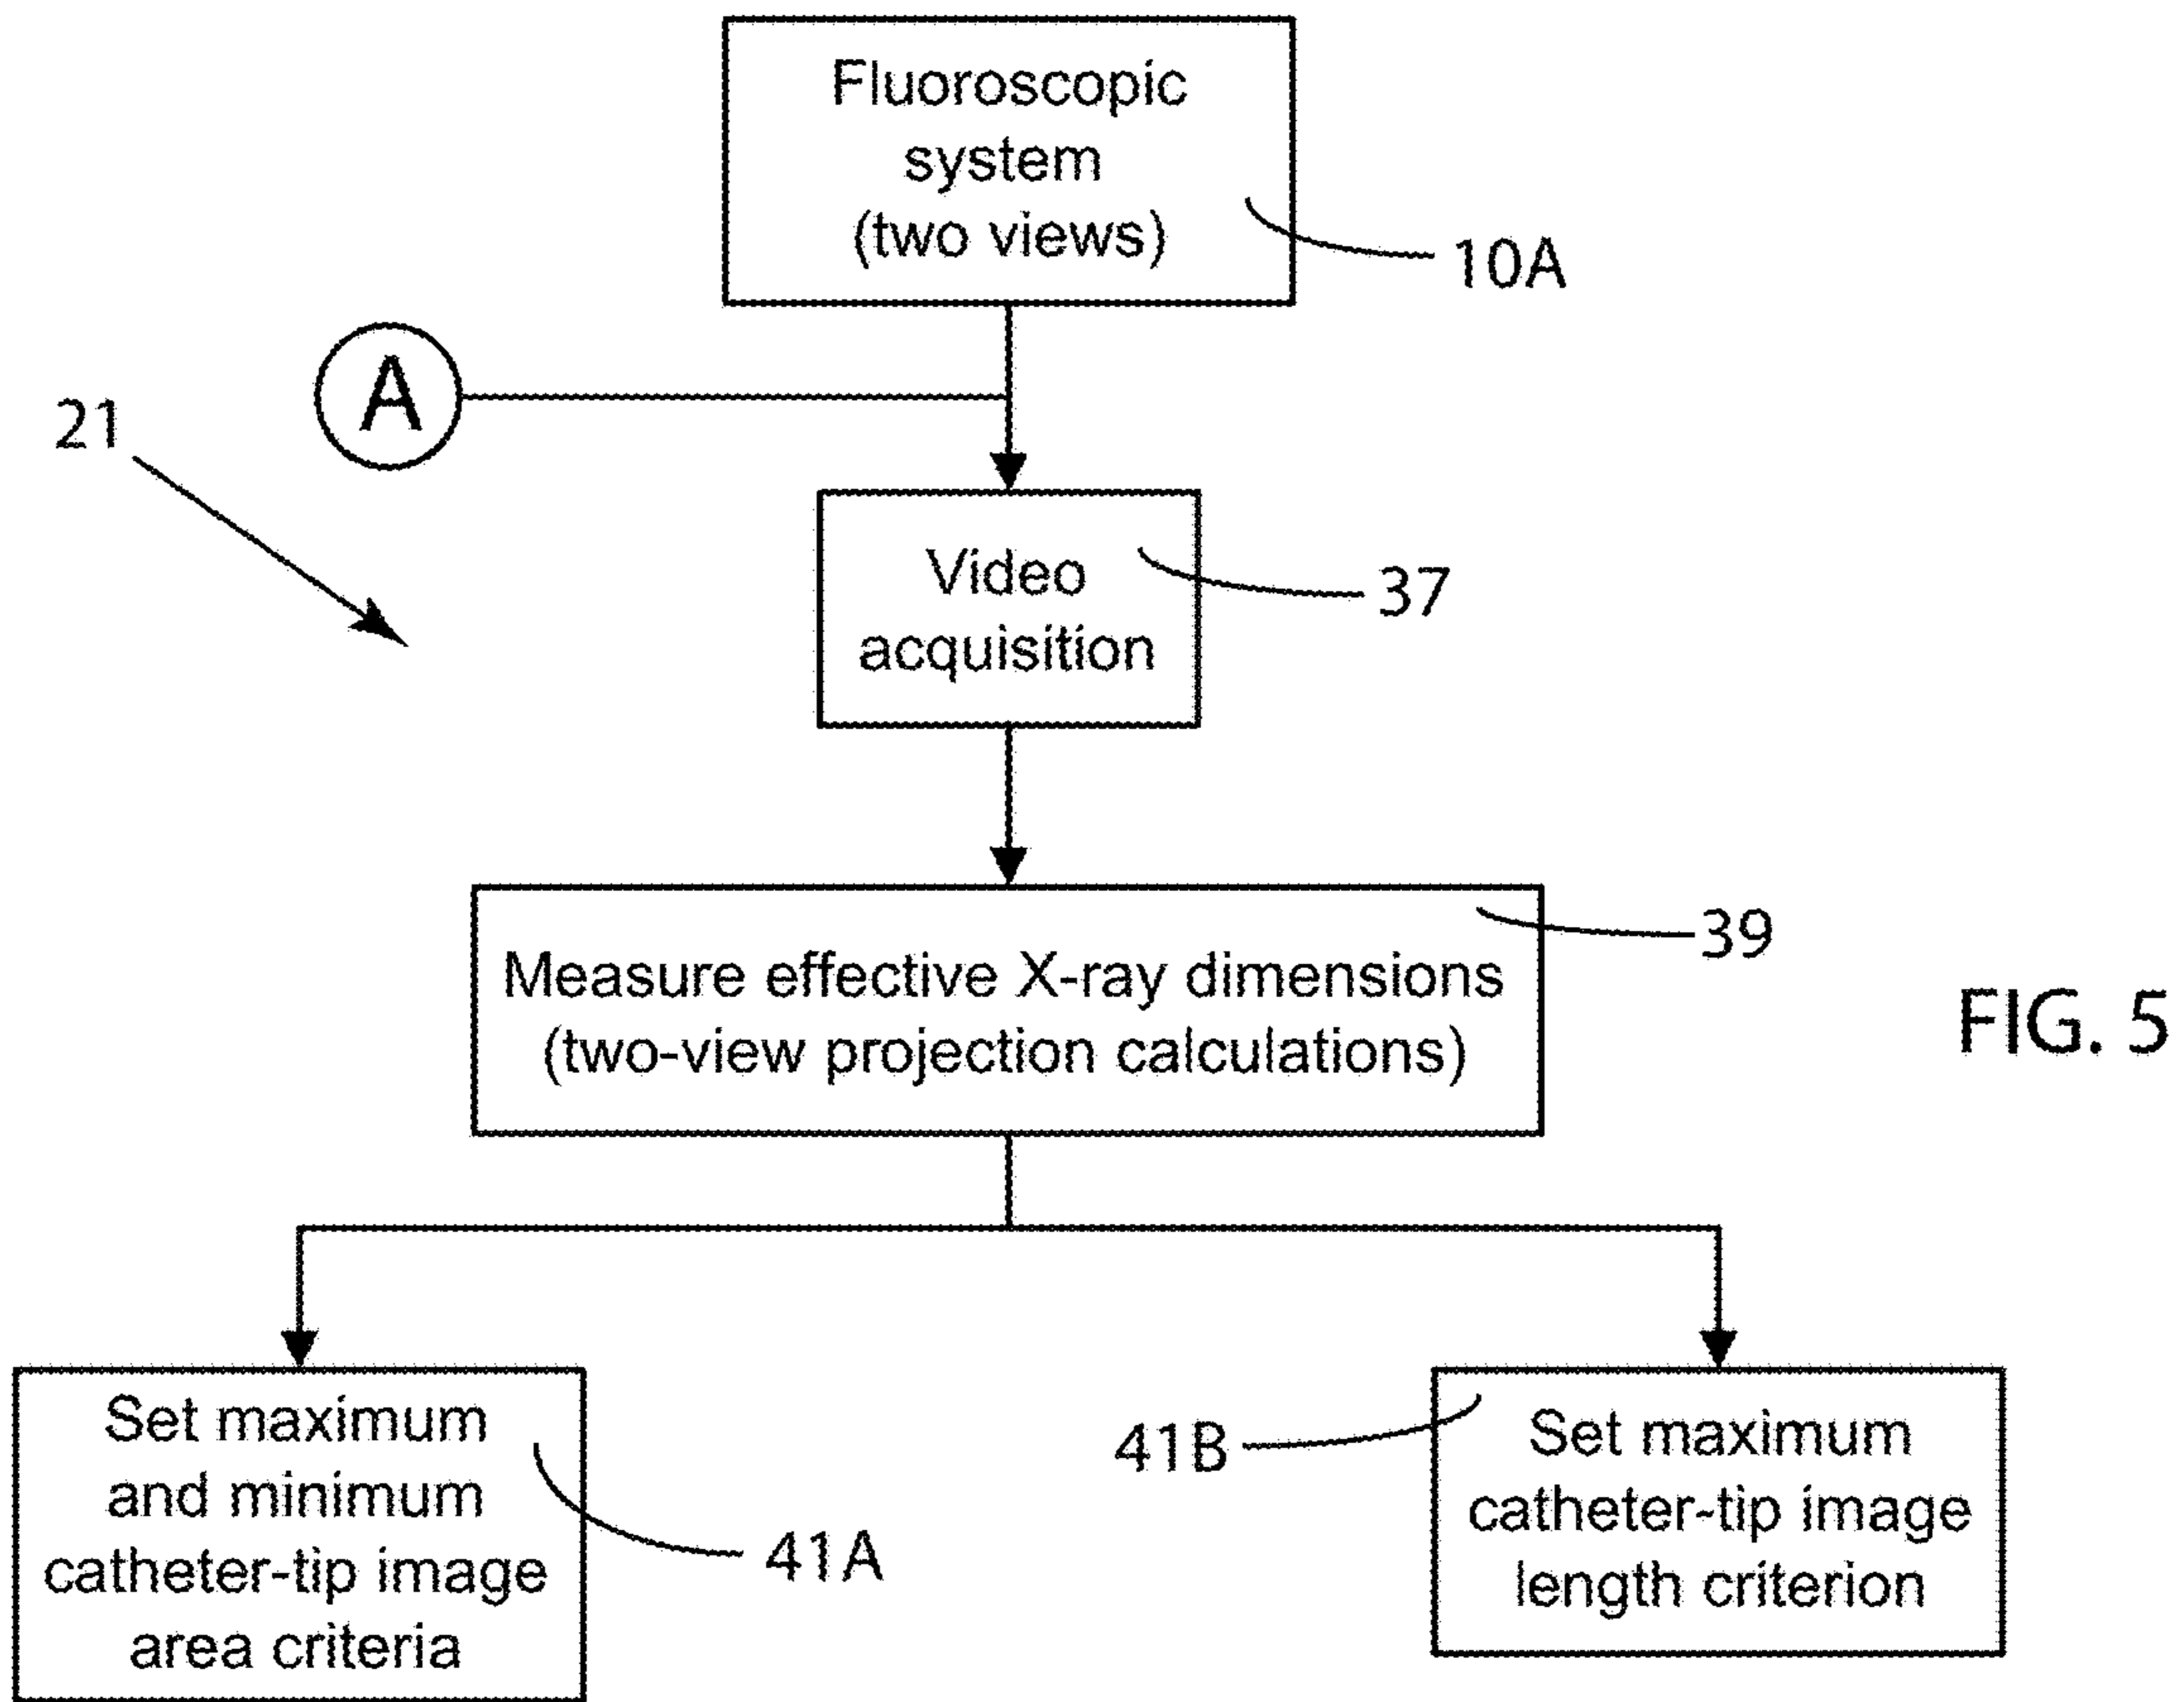 Fluoroscopic
system
(two views)
10A
A
21
Video
acquisition
37
39
Measure effective X-ray dimensions
(two-view projection calculations)
FIG. 5
Set maximum
and minimum
catheter-tip image
area criteria
41A
41B
Set maximum
catheter-tip image
length criterion